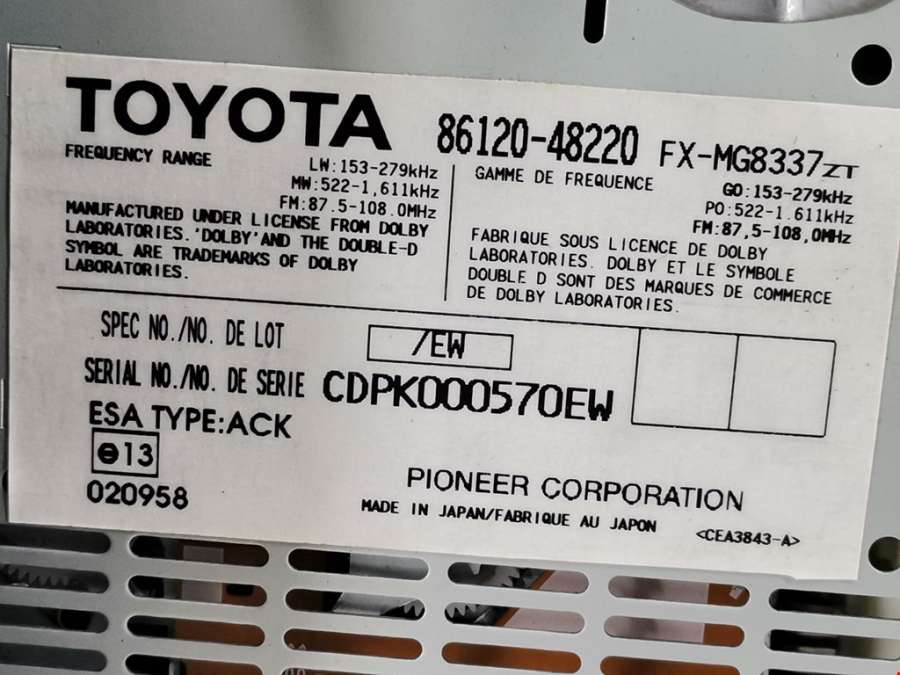 TOYOTA
86120-48220 FX-MG8337ZT
FREQUENCY RANGE
LW:153-279kHz
MW:522-1,611kHz
FM:87.5-108.0MHz
MANUFACTURED UNDER LICENSE FROM DOLBY
LABORATORIES.'DOLBY'AND THE DOUBLE-D
SYMBOL ARE TRADEMARKS OF DOLBY
LABORATORIES.
GAMME DE FREQUENCE
GO:153-279kHz
PO:522-1.611kHz
FM:87,5-108,0MHz
FABRIQUE SOUS LICENCE DE DOLBY
LABORATORIES. DOLBY ET LE SYMBOLE
DOUBLE D SONT DES MARQUES DE COMMERCE
DE DOLBY LABORATORIES.
SPEC NO./NO. DE LOT /EW
SERIAL NO./NO. DE SERIE CDPK000570EW
ESA TYPE:ACK
e13
020958
PIONEER CORPORATION
MADE IN JAPAN/FABRIQUE AU JAPON
<CEA3843-A>